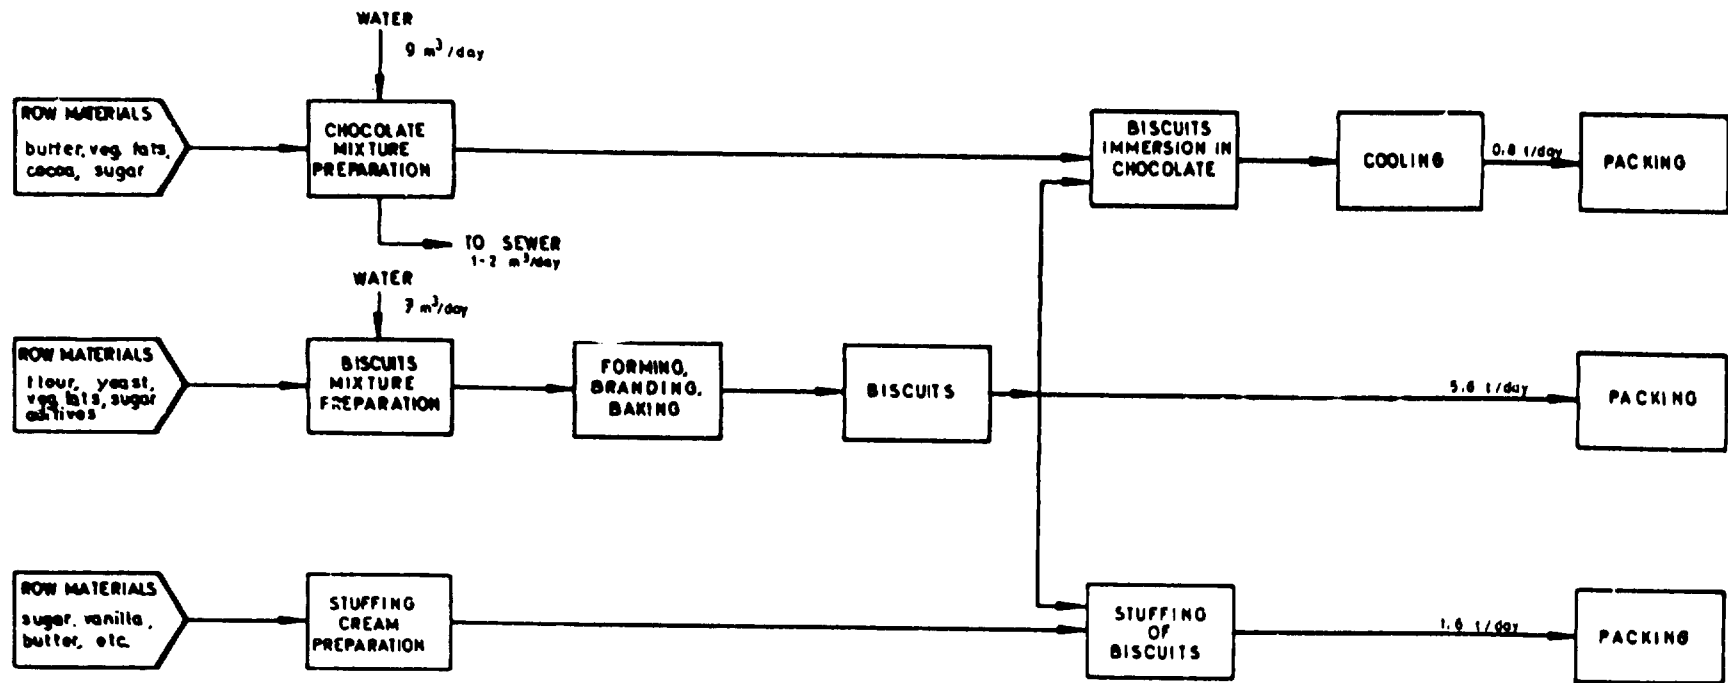 WATER
9 m³/day
ROW MATERIALS
butter, veg. fats,
cocoa, sugar
CHOCOLATE
MIXTURE
PREPARATION
BISCUITS
IMMERSION IN
CHOCOLATE
COOLING
0.8 t/day
PACKING
TO SEWER
1-2 m³/day
WATER
7 m³/day
ROW MATERIALS
flour, yeast,
veg. fats, sugar
aditives
BISCUITS
MIXTURE
PREPARATION
FORMING,
BRANDING,
BAKING
BISCUITS
5.6 t/day
PACKING
ROW MATERIALS
sugar, vanilla,
butter, etc.
STUFFING
CREAM
PREPARATION
STUFFING
OF
BISCUITS
1.6 t/day
PACKING